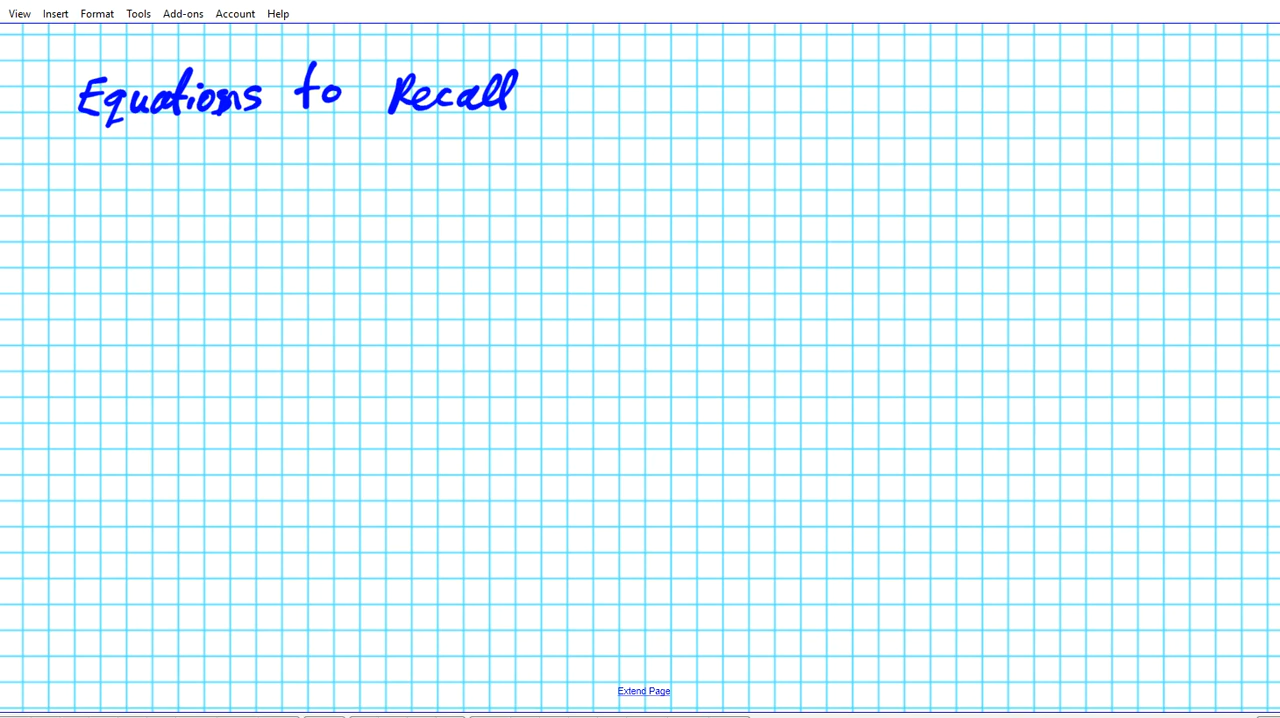 View Insert Format Tools Add-ons Account Help
Equations to Recall
Extend Page